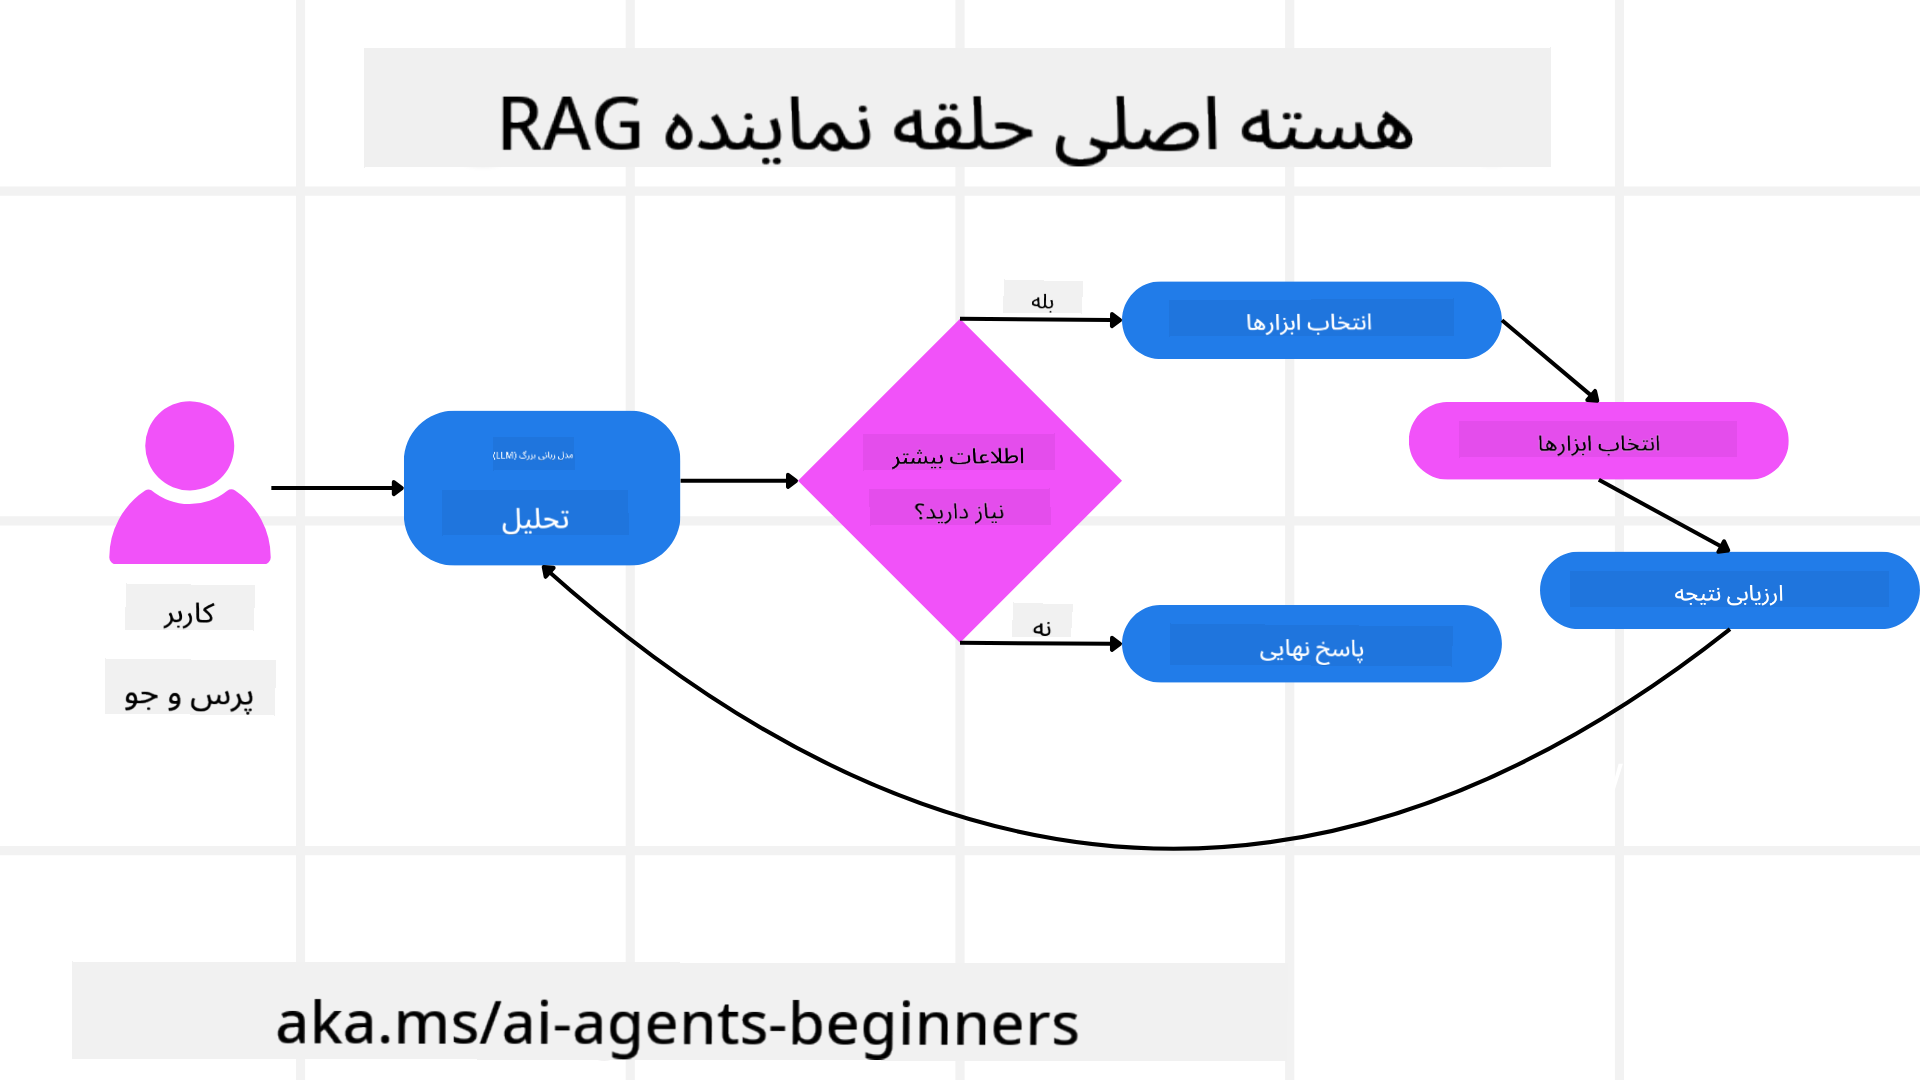 هسته اصلی حلقه نماینده RAG
بله
انتخاب ابزارها
انتخاب ابزارها
مدل زبانی بزرگ (LLM)
تحلیل
اطلاعات بیشتر
نیاز دارید؟
ارزیابی نتیجه
نه
پاسخ نهایی
کاربر
پرس و جو
aka.ms/ai-agents-beginners